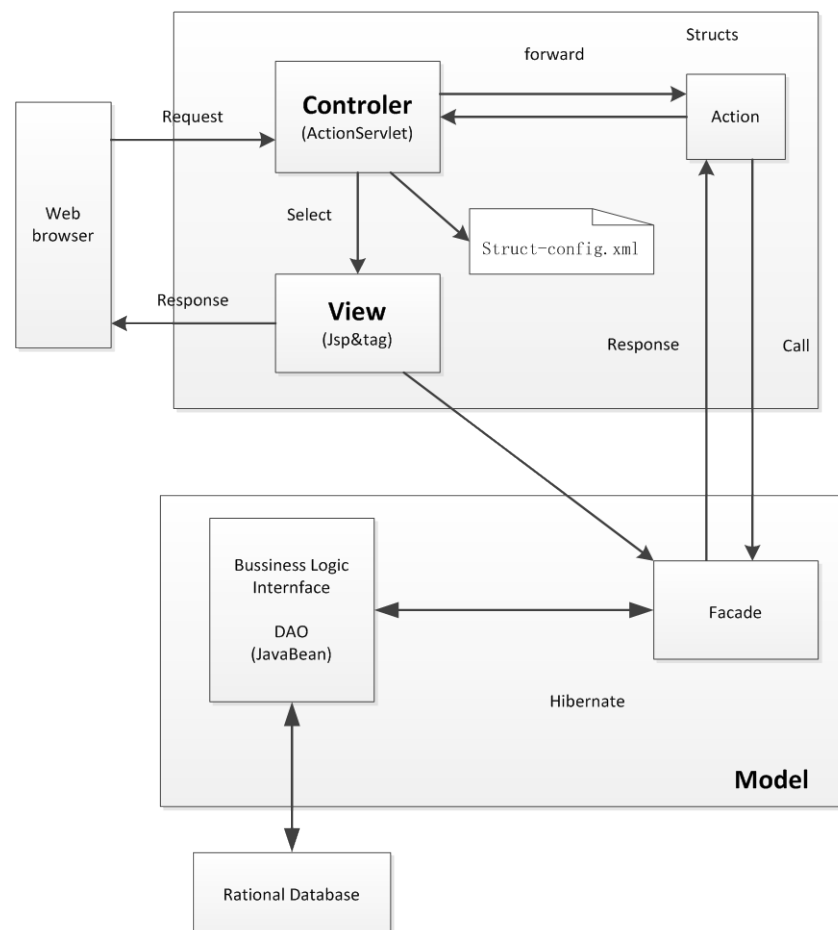 Structs
forward
Controler
(ActionServlet)
Action
Request
Web
browser
Select
Struct-config.xml
Response
View
(Jsp&tag)
Response
Call
Bussiness Logic
Internface
DAO
(JavaBean)
Facade
Hibernate
Model
Rational Database